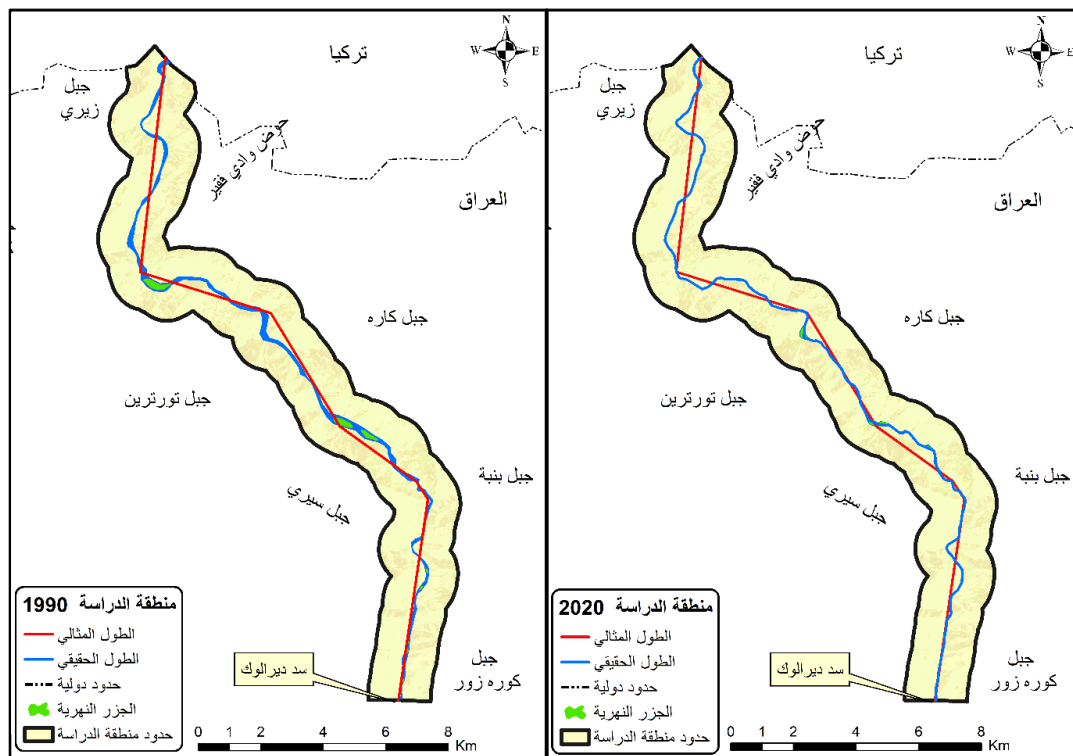 N
W E
S
تركيا
جبل
زيري
حوض وادي فقير
العراق
جبل كاره
جبل تورترين
جبل بنبة
جبل سيري
منطقة الدراسة 1990
الطول المثالي
الطول الحقيقي
حدود دولية
الجزر النهرية
حدود منطقة الدراسة
سد ديرالوك
جبل
كوره زور
0 2 4 6 8
Km
N
W E
S
تركيا
جبل
زيري
حوض وادي فقير
العراق
جبل كاره
جبل تورترين
جبل بنبة
جبل سيري
منطقة الدراسة 2020
الطول المثالي
الطول الحقيقي
حدود دولية
الجزر النهرية
حدود منطقة الدراسة
سد ديرالوك
جبل
كوره زور
0 2 4 6 8
Km